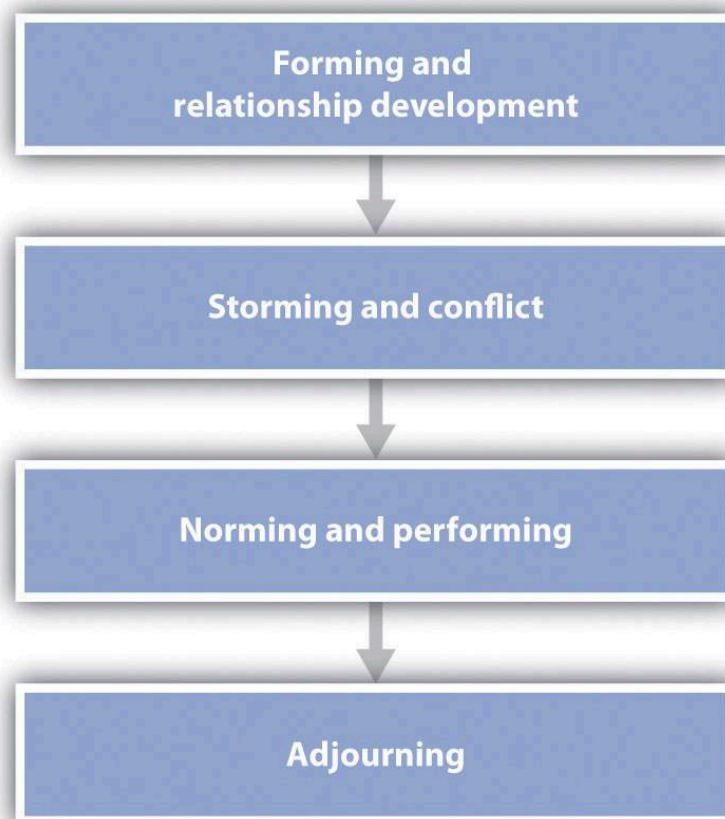 Forming and
relationship development
Storming and conflict
Norming and performing
Adjourning